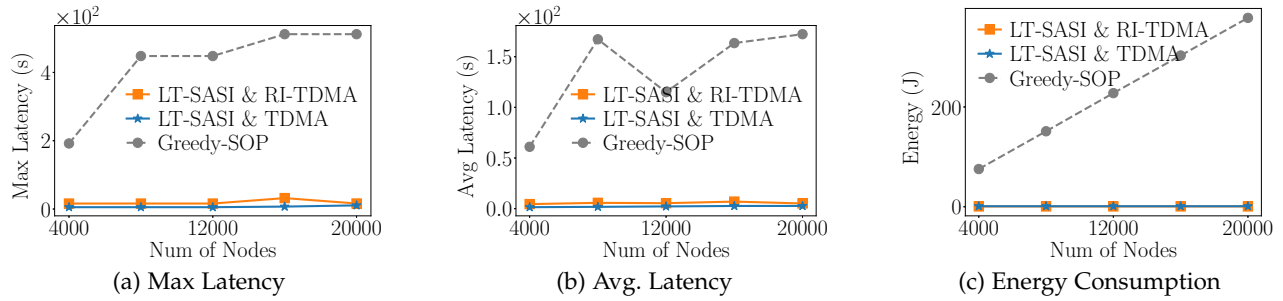 ×10²
Max Latency (s)
4
2
0
LT-SASI & RI-TDMA
LT-SASI & TDMA
Greedy-SOP
4000 12000 20000
Num of Nodes
(a) Max Latency
×10²
Avg Latency (s)
1.5
1.0
0.5
0.0
LT-SASI & RI-TDMA
LT-SASI & TDMA
Greedy-SOP
4000 12000 20000
Num of Nodes
(b) Avg. Latency
Energy (J)
200
0
LT-SASI & RI-TDMA
LT-SASI & TDMA
Greedy-SOP
4000 12000 20000
Num of Nodes
(c) Energy Consumption